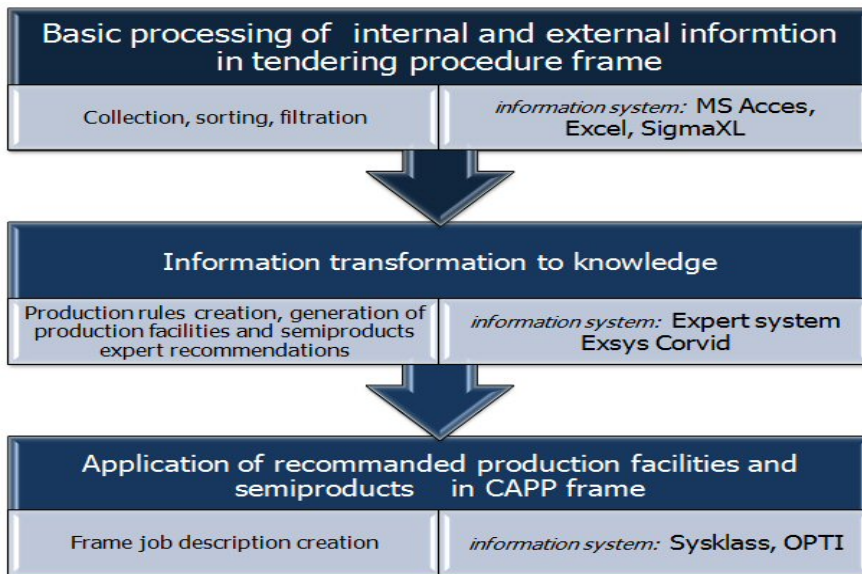 Basic processing of internal and external informtion
in tendering procedure frame
Collection, sorting, filtration
information system: MS Acces,
Excel, SigmaXL
Information transformation to knowledge
Production rules creation, generation of
production facilities and semiproducts
expert recommendations
information system: Expert system
Exsys Corvid
Application of recommanded production facilities and
semiproducts in CAPP frame
Frame job description creation
information system: Sysklass, OPTI